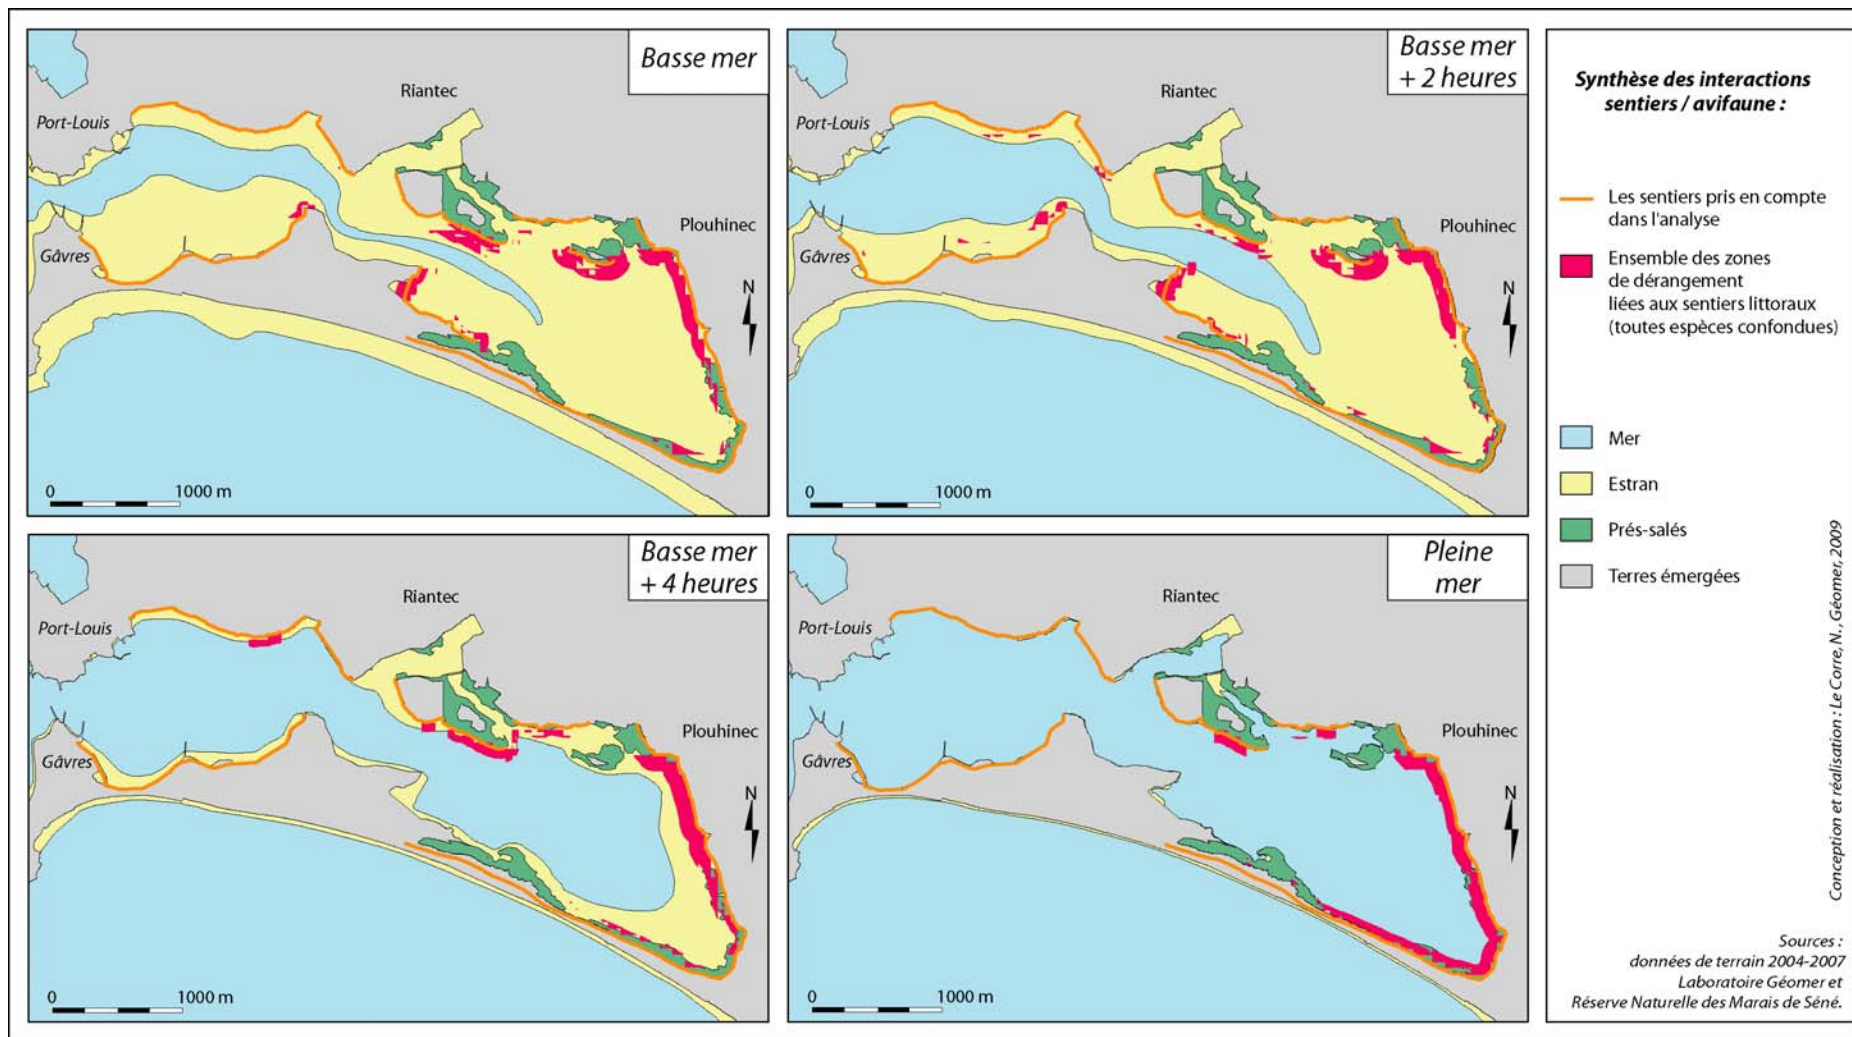 Basse mer
Riantec
Port-Louis
Plouhinec
Gâvres
N
0 1000 m
Basse mer
+ 2 heures
Riantec
Port-Louis
Plouhinec
Gâvres
N
0 1000 m
Basse mer
+ 4 heures
Riantec
Port-Louis
Plouhinec
Gâvres
N
0 1000 m
Pleine
mer
Riantec
Port-Louis
Plouhinec
Gâvres
N
0 1000 m
Synthèse des interactions
sentiers / avifaune :
Les sentiers pris en compte
dans l'analyse
Ensemble des zones
de dérangement
liées aux sentiers littoraux
(toutes espèces confondues)
Mer
Estran
Prés-salés
Terres émergées
Conception et réalisation : Le Corre, N., Géomer, 2009
Sources :
données de terrain 2004-2007
Laboratoire Géomer et
Réserve Naturelle des Marais de Séné.